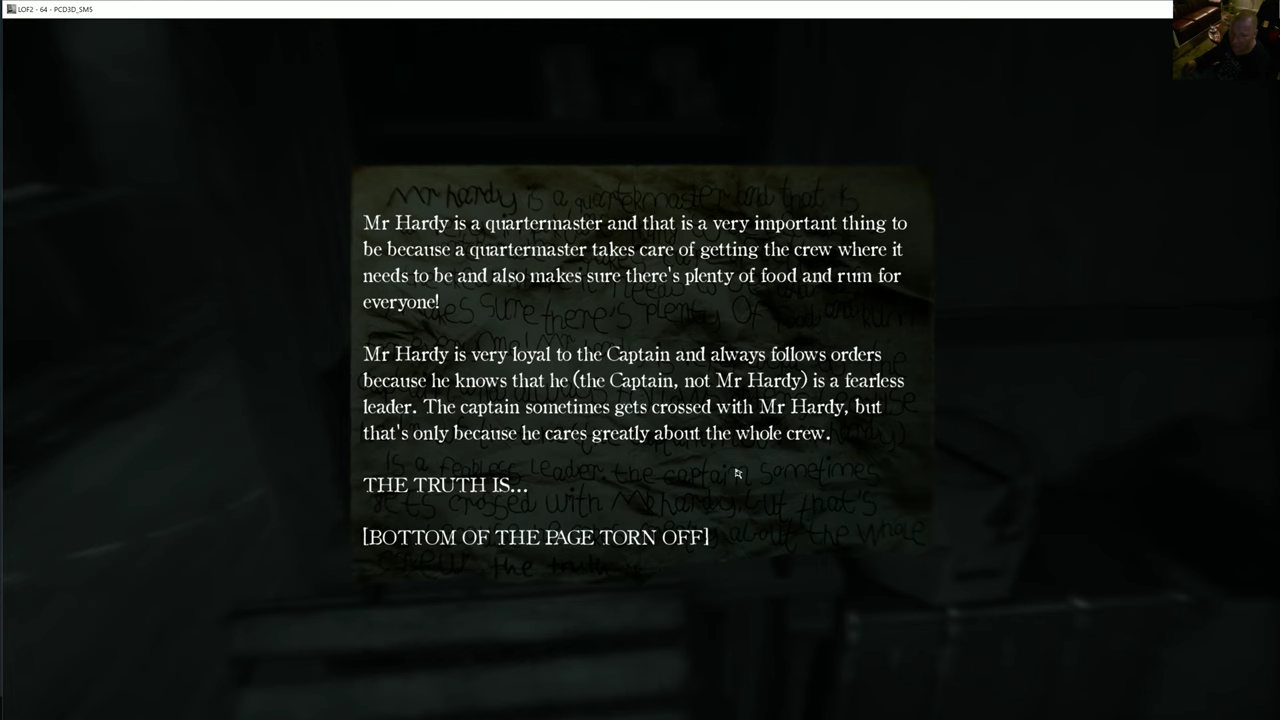 LOF2 - 64 - PCD3D_SM5
Mr Hardy is a quartermaster and that is a very important thing to
be because a quartermaster takes care of getting the crew where it
needs to be and also makes sure there's plenty of food and rum for
everyone!
Mr Hardy is very loyal to the Captain and always follows orders
because he knows that he (the Captain, not Mr Hardy) is a fearless
leader. The captain sometimes gets crossed with Mr Hardy, but
that's only because he cares greatly about the whole crew.
THE TRUTH IS...
[BOTTOM OF THE PAGE TORN OFF]